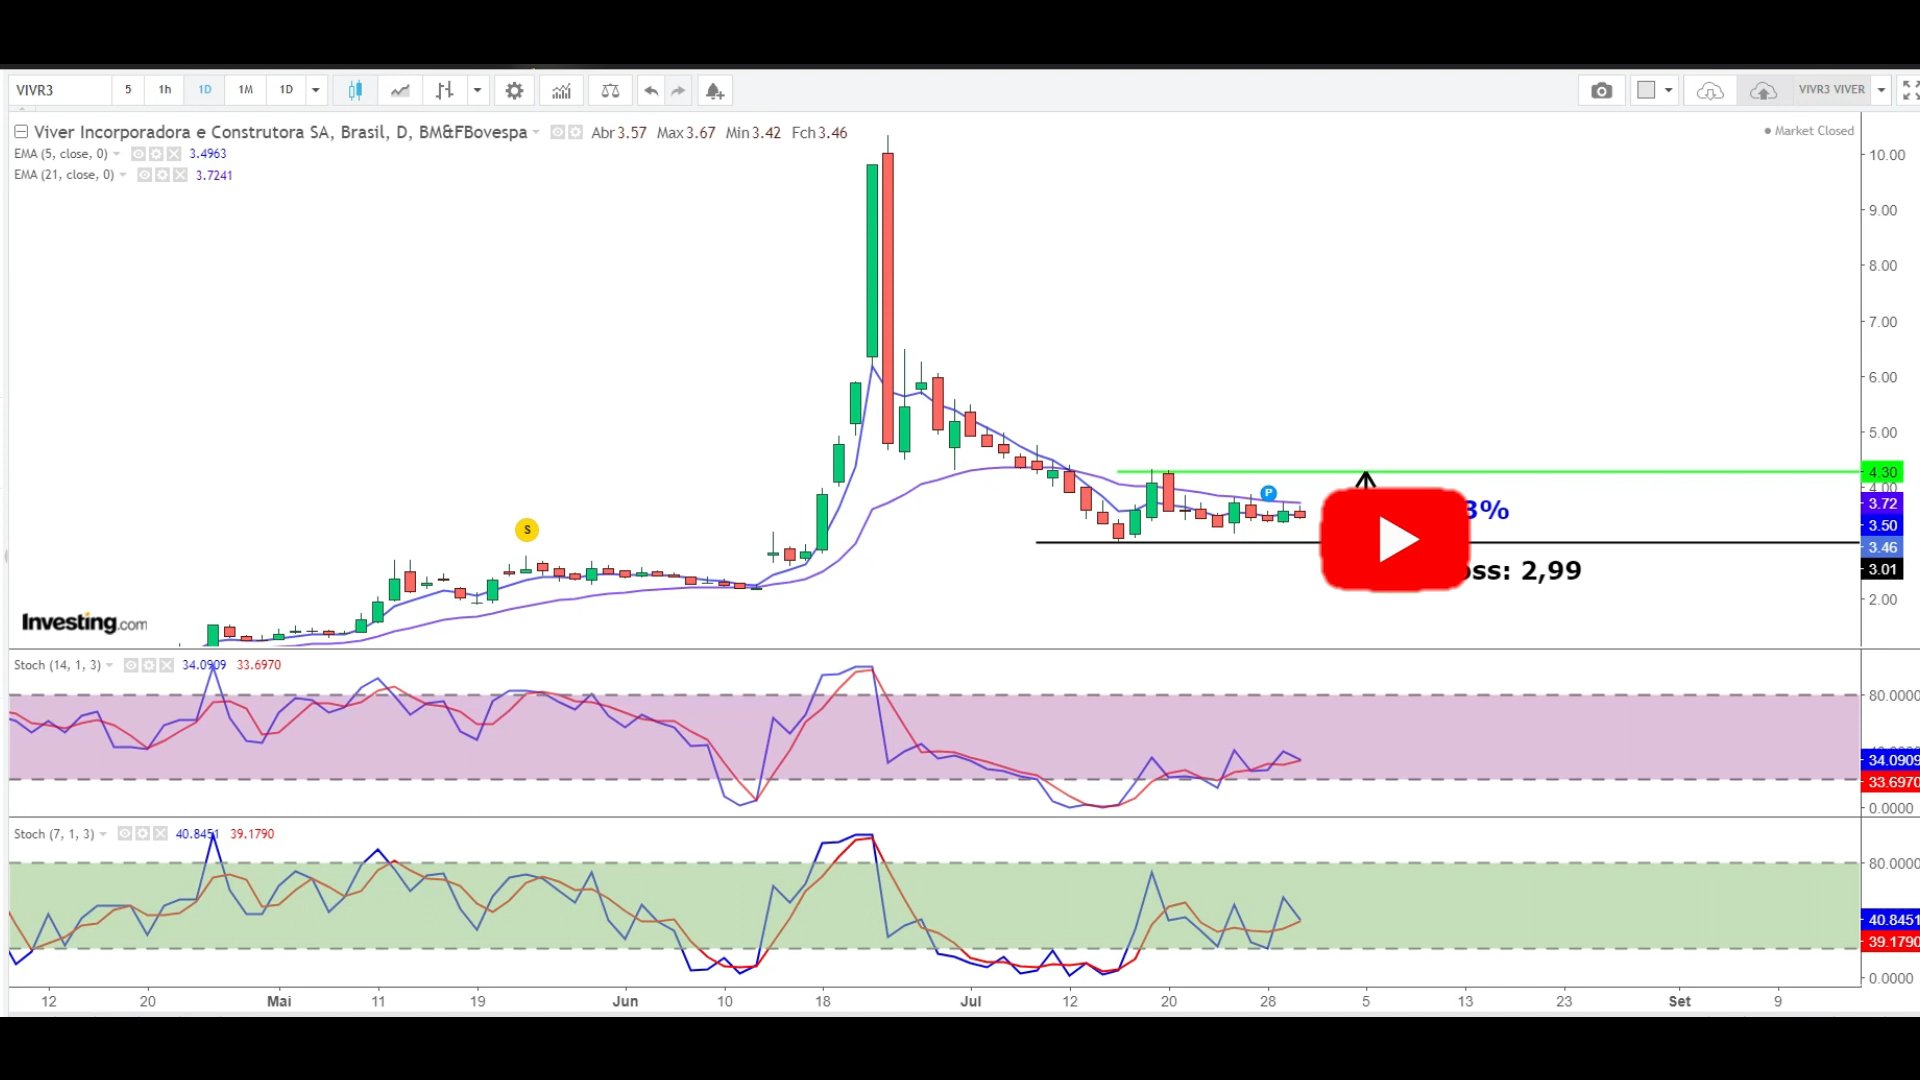 VIVR3 5 1h 1D 1M 1D VIVR3 VIVER
Viver Incorporadora e Construtora SA, Brasil, D, BM&FBovespa Abr 3.57 Max 3.67 Min 3.42 Fch 3.46
Market Closed
EMA (5, close, 0) 3.4963
EMA (21, close, 0) 3.7241
10.00
9.00
8.00
7.00
6.00
5.00
4.30
4.00
3.72
3.50
3.46
3.01
2.00
P
S
3%
oss: 2,99
Investing.com
Stoch (14, 1, 3) 34.0909 33.6970
80.0000
34.0909
33.6970
0.0000
Stoch (7, 1, 3) 40.8451 39.1790
80.0000
40.8451
39.1790
0.0000
12 20 Mai 11 19 Jun 10 18 Jul 12 20 28 5 13 23 Set 9